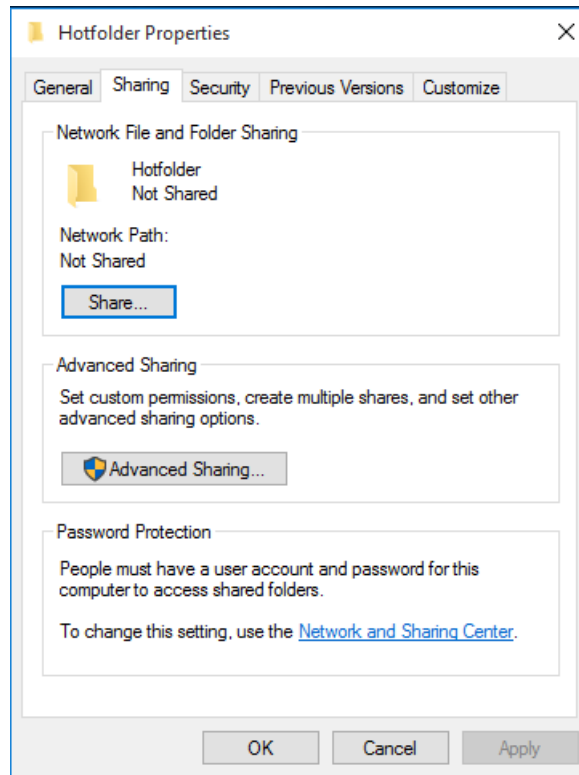 Hotfolder Properties
General Sharing Security Previous Versions Customize
Network File and Folder Sharing
Hotfolder
Not Shared
Network Path:
Not Shared
Share...
Advanced Sharing
Set custom permissions, create multiple shares, and set other
advanced sharing options.
Advanced Sharing...
Password Protection
People must have a user account and password for this
computer to access shared folders.
To change this setting, use the Network and Sharing Center.
OK Cancel Apply